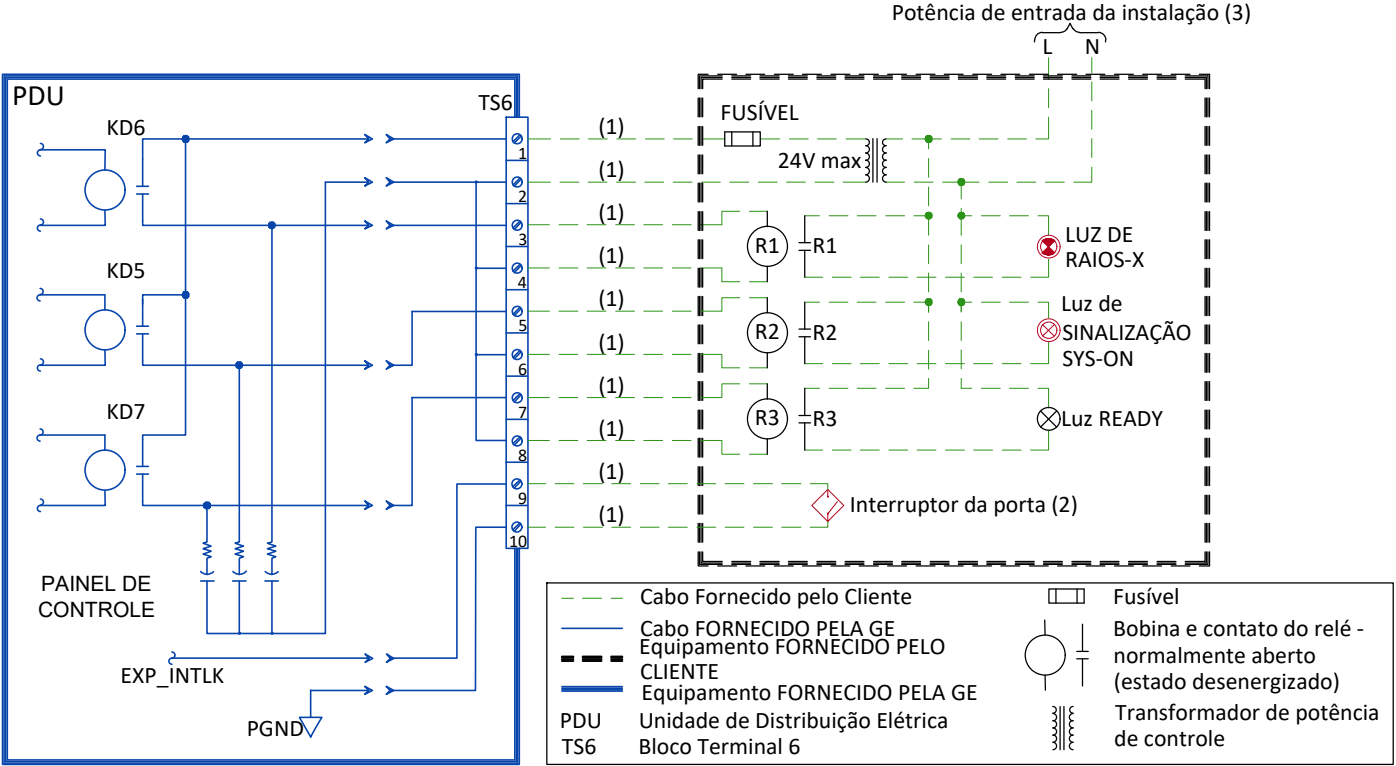 Potência de entrada da instalação (3)
L N
PDU
TS6
KD6
FUSÍVEL
(1)
1
24V max
(1)
2
(1)
3
R1
R1
LUZ DE
RAIOS-X
(1)
4
KD5
(1)
5
R2
R2
Luz de
SINALIZAÇÃO
SYS-ON
(1)
6
KD7
(1)
7
R3
R3
Luz READY
(1)
8
(1)
9
Interruptor da porta (2)
(1)
10
PAINEL DE
CONTROLE
EXP_INTLK
PGND
Cabo Fornecido pelo Cliente
Cabo FORNECIDO PELA GE
Equipamento FORNECIDO PELO
CLIENTE
Equipamento FORNECIDO PELA GE
PDU Unidade de Distribuição Elétrica
TS6 Bloco Terminal 6
Fusível
Bobina e contato do relé -
normalmente aberto
(estado desenergizado)
Transformador de potência
de controle